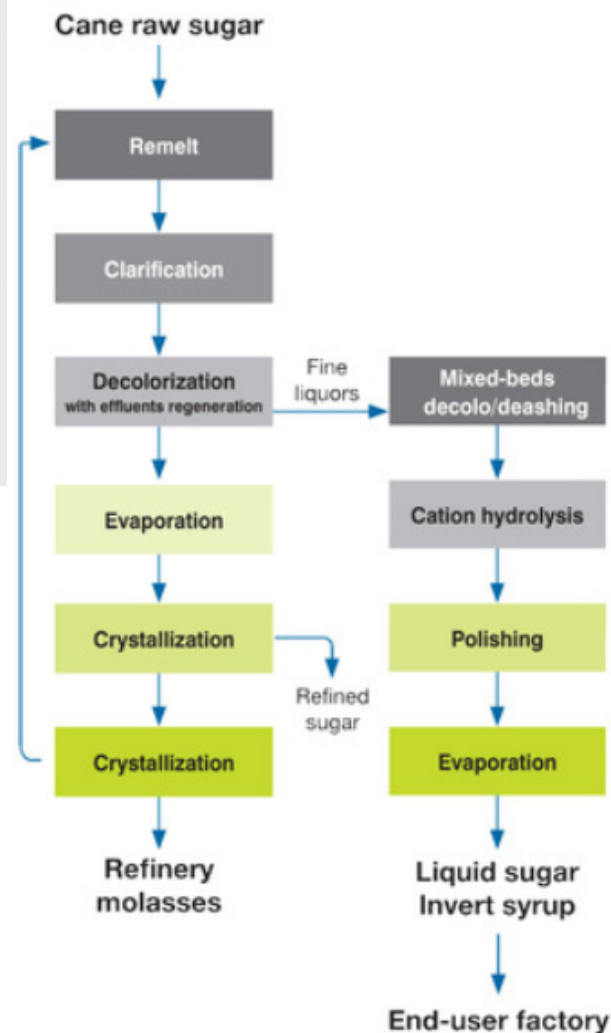 Cane raw sugar
Remelt
Clarification
Decolorization
with effluents regeneration
Fine
liquors
Mixed-beds
decolo/deashing
Evaporation
Cation hydrolysis
Crystallization
Refined
sugar
Polishing
Crystallization
Evaporation
Refinery
molasses
Liquid sugar
Invert syrup
End-user factory